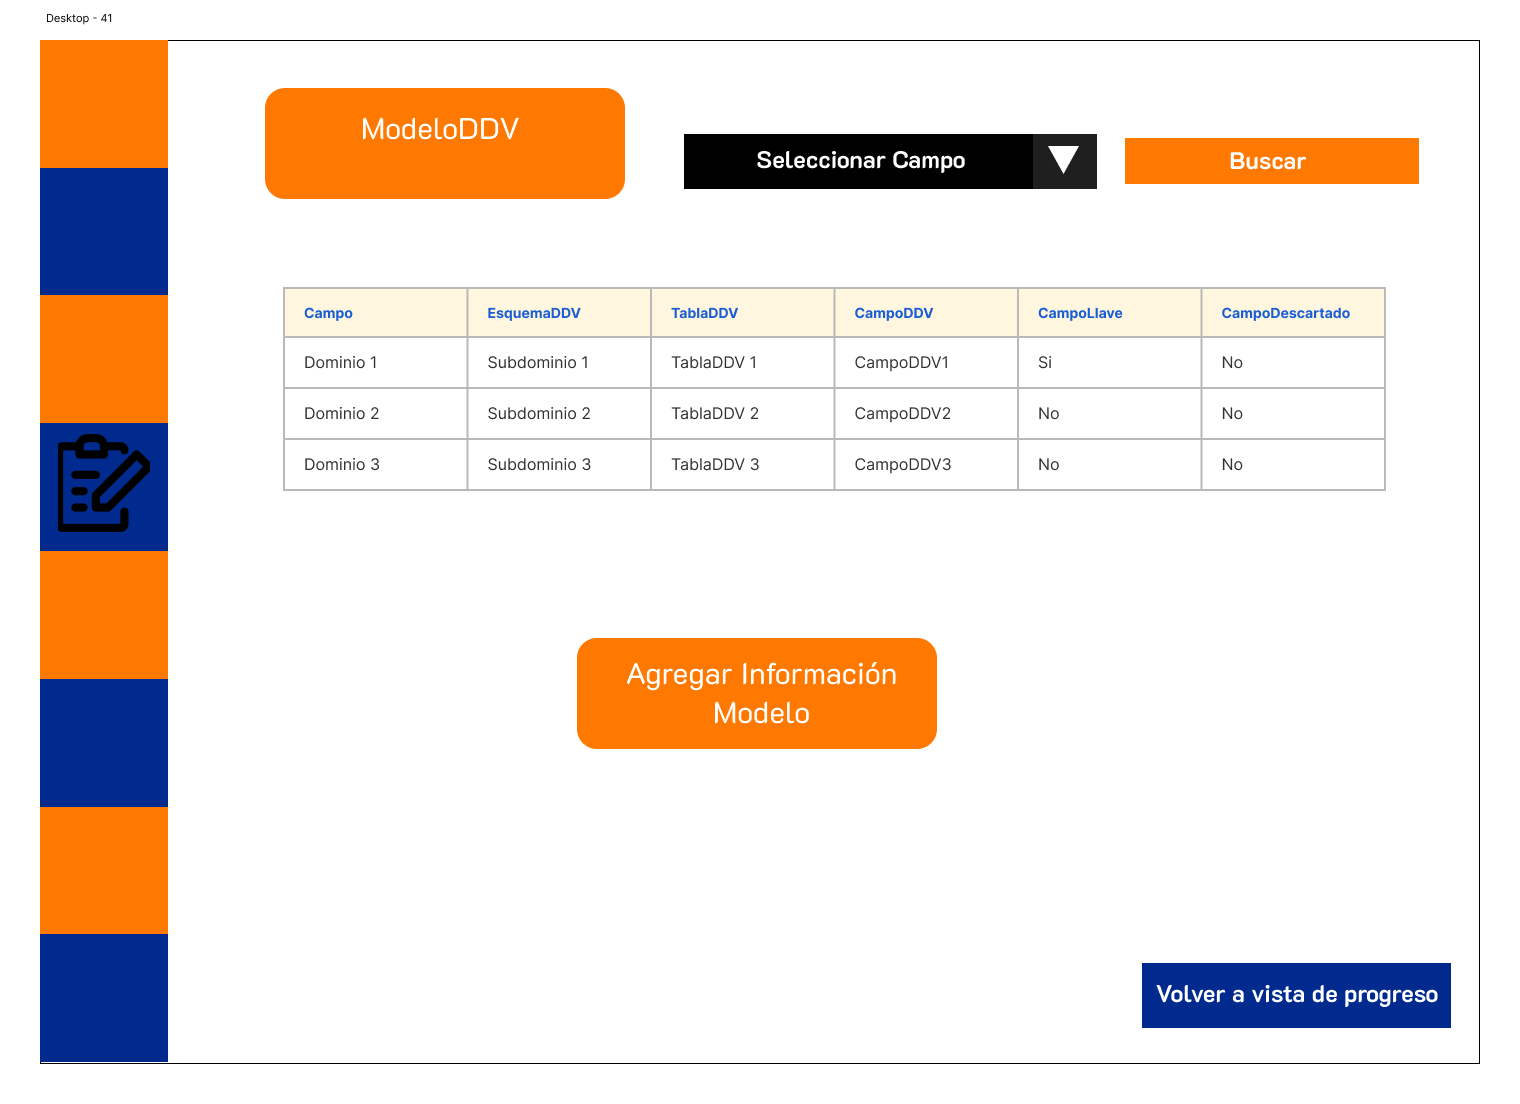 Desktop - 41
ModeloDDV
Seleccionar Campo
Buscar
Campo EsquemaDDV TablaDDV CampoDDV CampoLlave CampoDescartado
Dominio 1 Subdominio 1 TablaDDV 1 CampoDDV1 Si No
Dominio 2 Subdominio 2 TablaDDV 2 CampoDDV2 No No
Dominio 3 Subdominio 3 TablaDDV 3 CampoDDV3 No No
Agregar Información
Modelo
Volver a vista de progreso